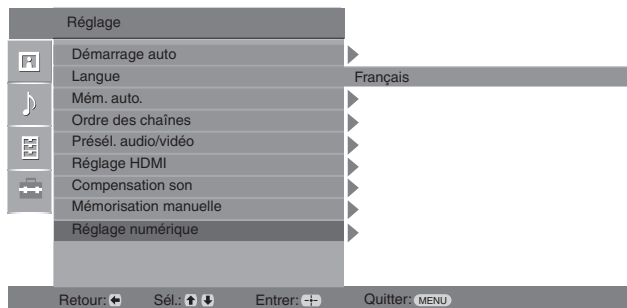 Réglage
Démarrage auto
Langue Français
Mém. auto.
Ordre des chaînes
Présél. audio/vidéo
Réglage HDMI
Compensation son
Mémorisation manuelle
Réglage numérique
Retour: Sél.: Entrer: Quitter: MENU